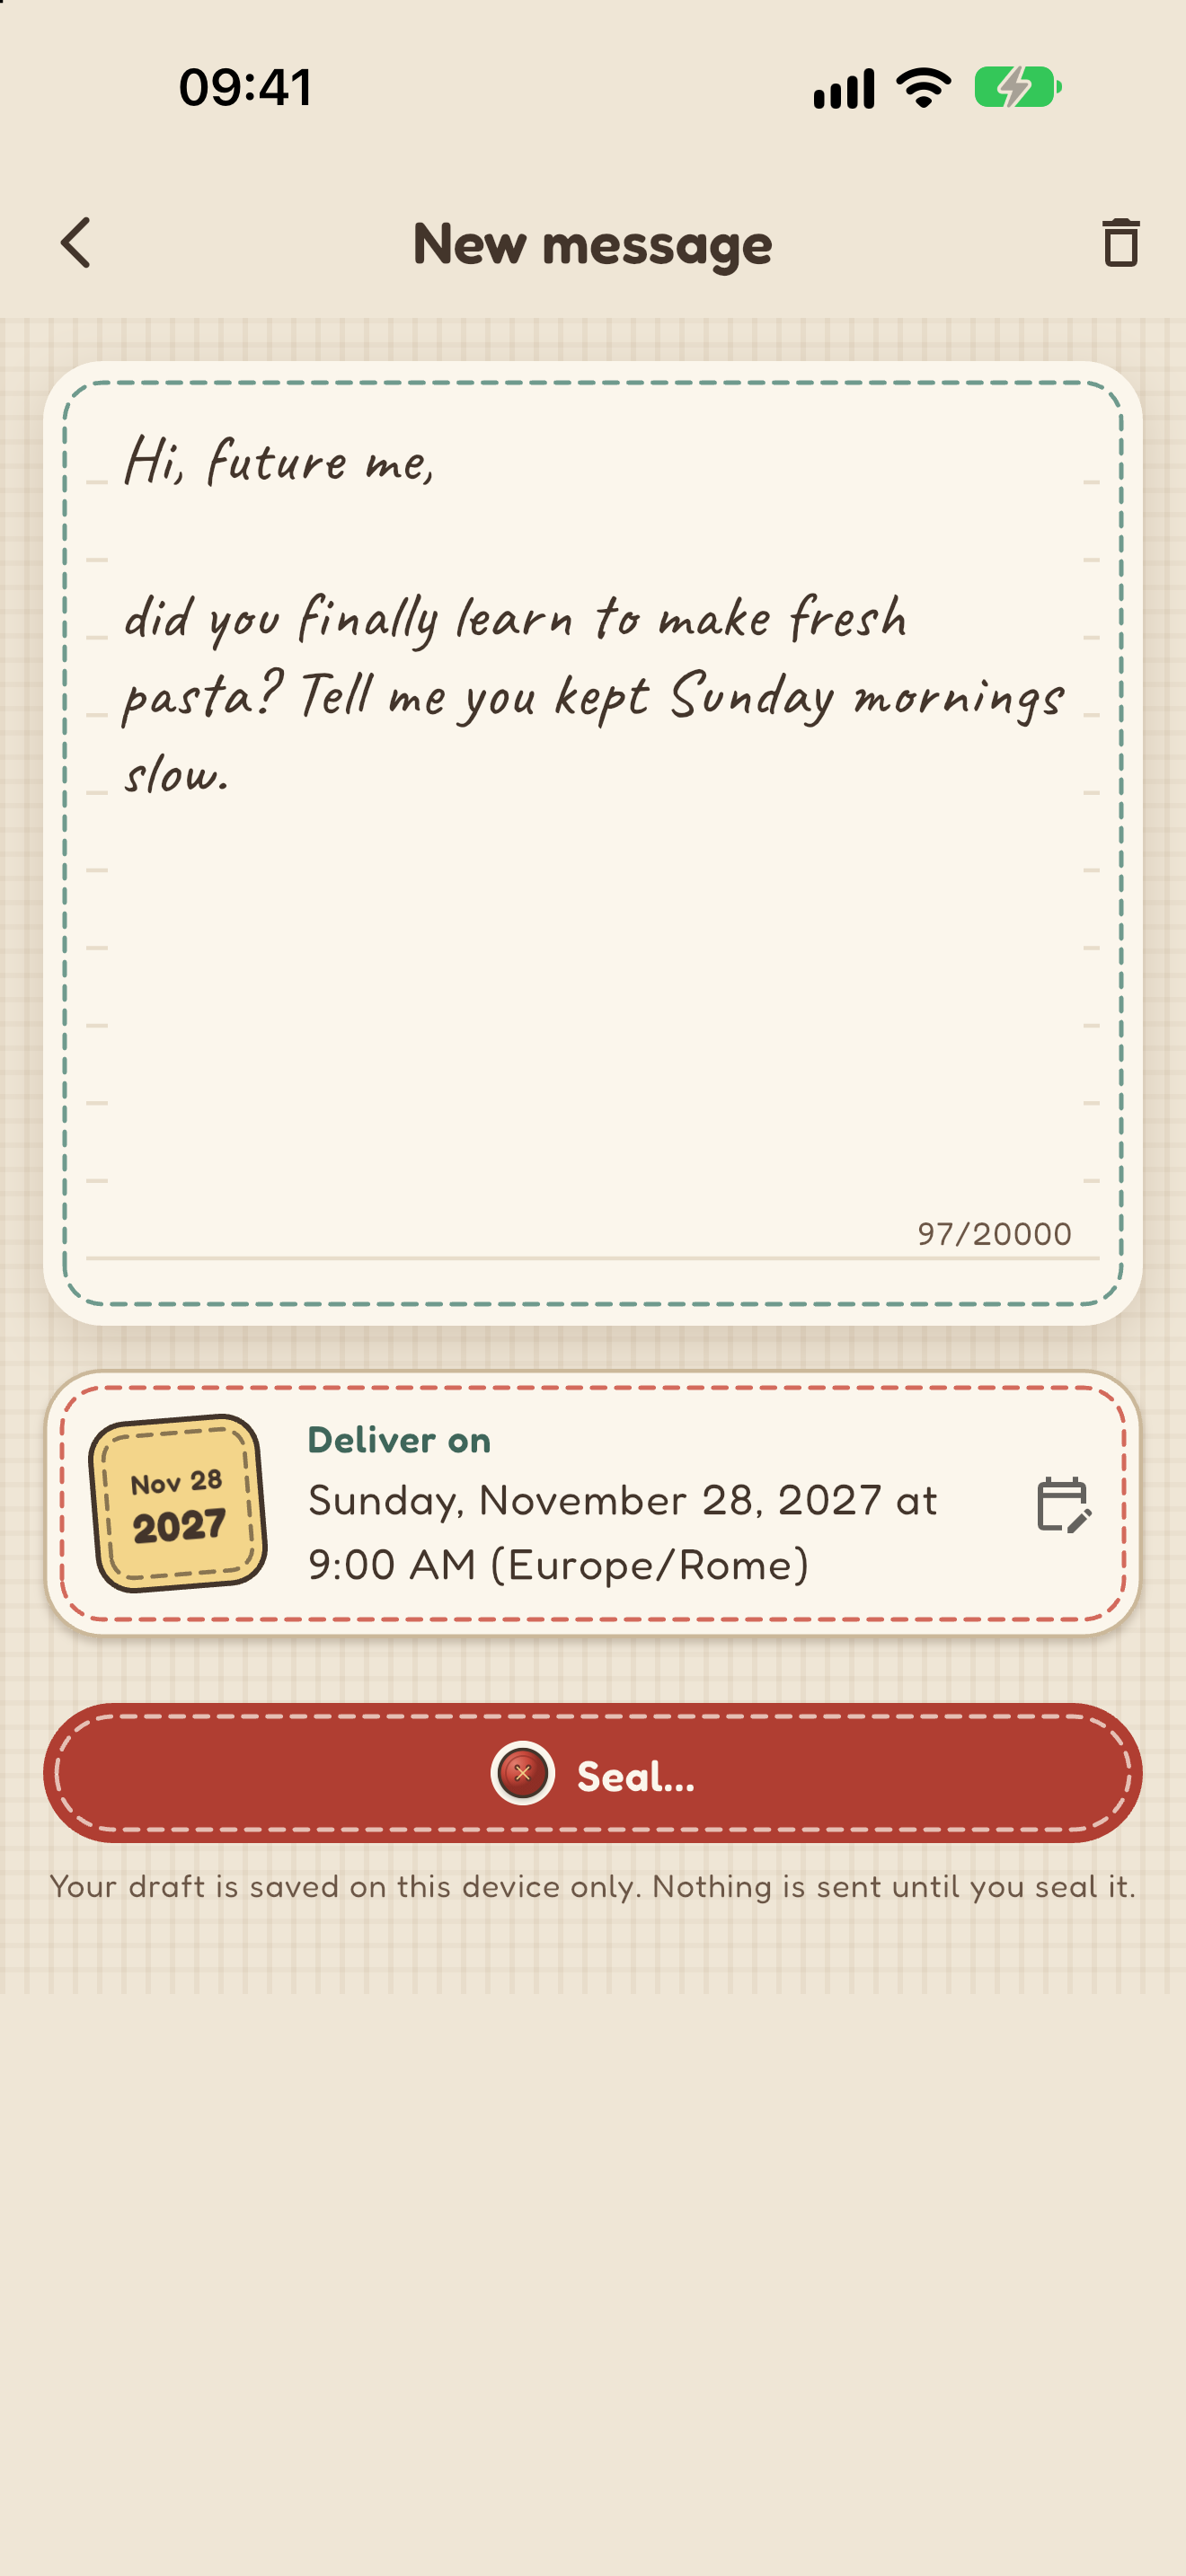 09:41
New message
Hi, future me,
did you finally learn to make fresh
pasta? Tell me you kept Sunday mornings
slow.
97/20000
Nov 28
2027
Deliver on
Sunday, November 28, 2027 at
9:00 AM (Europe/Rome)
Seal...
Your draft is saved on this device only. Nothing is sent until you seal it.